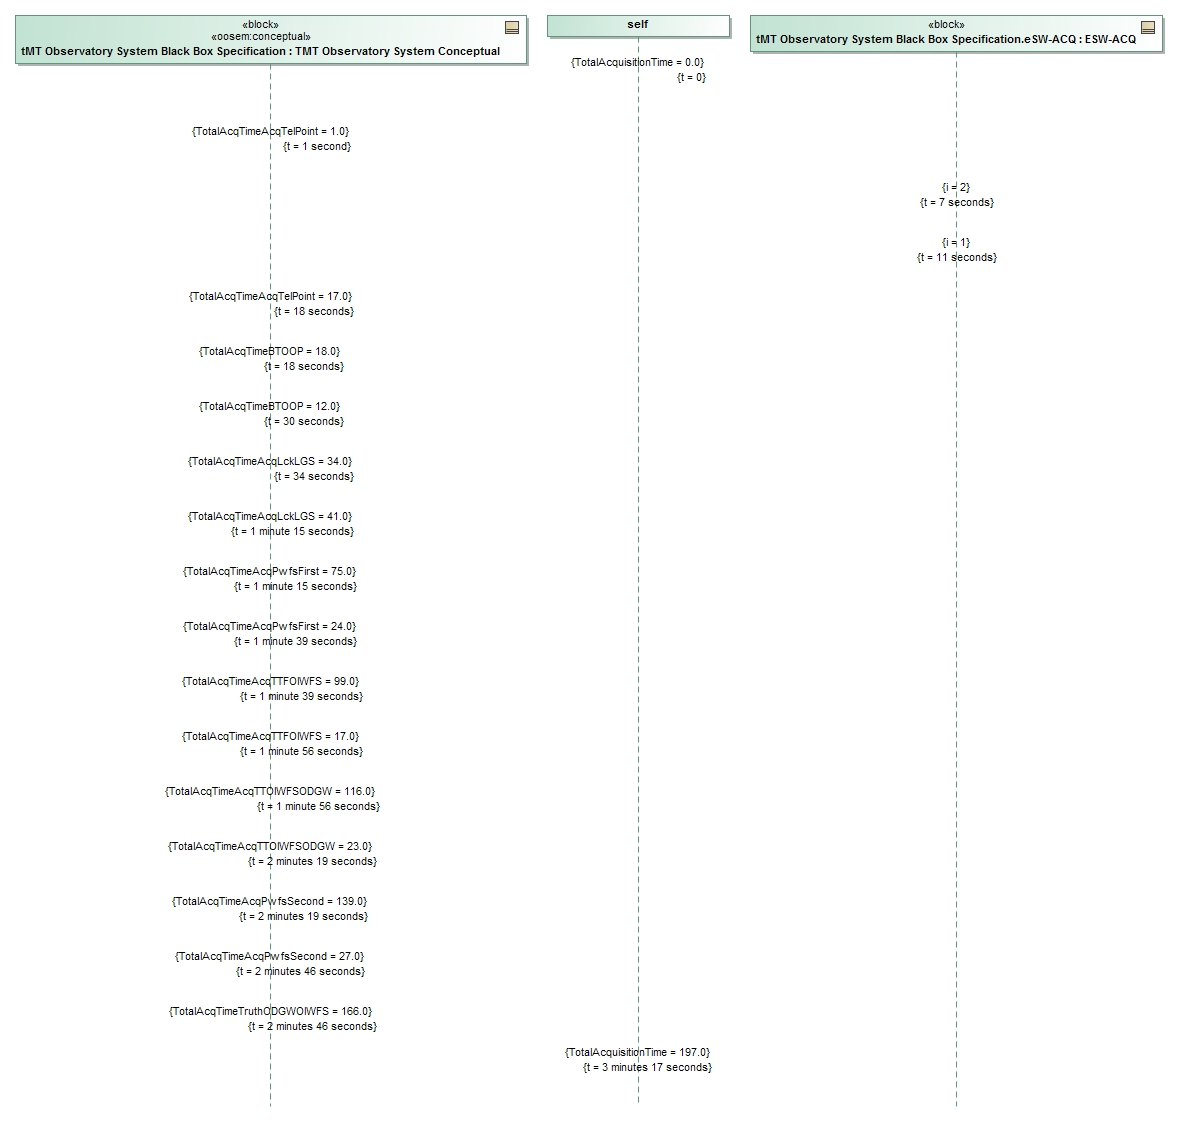 «block»
«oosem:conceptual»
tMT Observatory System Black Box Specification : TMT Observatory System Conceptual
self
«block»
tMT Observatory System Black Box Specification.eSW-ACQ : ESW-ACQ
{TotalAcquisitionTime = 0.0}
{t = 0}
{TotalAcqTimeAcqTelPoint = 1.0}
{t = 1 second}
{i = 2}
{t = 7 seconds}
{i = 1}
{t = 11 seconds}
{TotalAcqTimeAcqTelPoint = 17.0}
{t = 18 seconds}
{TotalAcqTimeBTOOP = 18.0}
{t = 18 seconds}
{TotalAcqTimeBTOOP = 12.0}
{t = 30 seconds}
{TotalAcqTimeAcqLckLGS = 34.0}
{t = 34 seconds}
{TotalAcqTimeAcqLckLGS = 41.0}
{t = 1 minute 15 seconds}
{TotalAcqTimeAcqPwfsFirst = 75.0}
{t = 1 minute 15 seconds}
{TotalAcqTimeAcqPwfsFirst = 24.0}
{t = 1 minute 39 seconds}
{TotalAcqTimeAcqTTFOIWFS = 99.0}
{t = 1 minute 39 seconds}
{TotalAcqTimeAcqTTFOIWFS = 17.0}
{t = 1 minute 56 seconds}
{TotalAcqTimeAcqTTOIWFSODGW = 116.0}
{t = 1 minute 56 seconds}
{TotalAcqTimeAcqTTOIWFSODGW = 23.0}
{t = 2 minutes 19 seconds}
{TotalAcqTimeAcqPwfsSecond = 139.0}
{t = 2 minutes 19 seconds}
{TotalAcqTimeAcqPwfsSecond = 27.0}
{t = 2 minutes 46 seconds}
{TotalAcqTimeTruthODGWOIWFS = 166.0}
{t = 2 minutes 46 seconds}
{TotalAcquisitionTime = 197.0}
{t = 3 minutes 17 seconds}